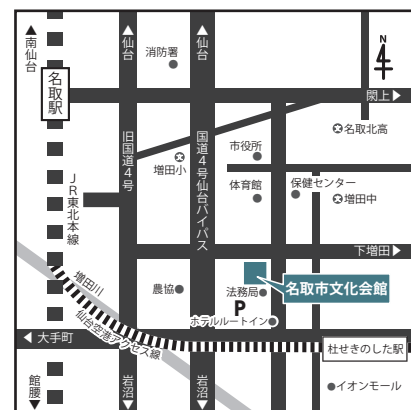 ▲南仙台
▲仙台
▲仙台
消防署
N
4
名取駅
閖上▶
旧国道4号
国道4号仙台バイパス
名取北高
市役所
増田小
体育館
保健センター
増田中
JR東北本線
下増田▶
増田川
農協
法務局
名取市文化会館
P
ホテルルートイン
仙台空港アクセス線
◀大手町
杜せきのした駅
館腰▼
岩沼▼
岩沼▼
イオンモール